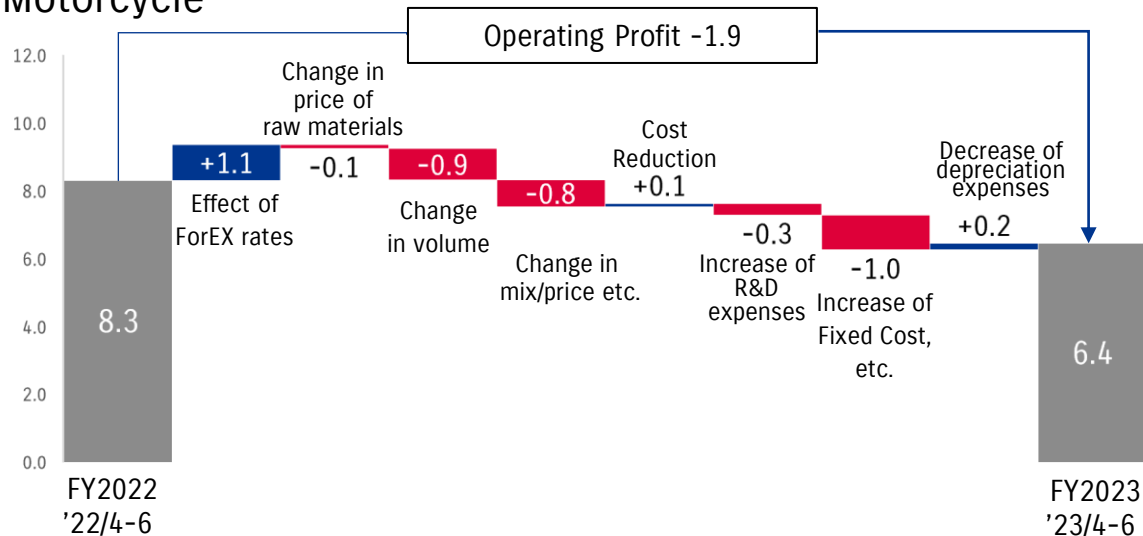 Motorcycle
Operating Profit -1.9
12.0
10.0
8.0
6.0
4.0
2.0
0.0
8.3
+1.1
Effect of
ForEX rates
Change in
price of
raw materials
-0.1
-0.9
Change
in volume
-0.8
Change in
mix/price etc.
Cost
Reduction
+0.1
-0.3
Increase of
R&D
expenses
-1.0
Increase of
Fixed Cost,
etc.
Decrease of
depreciation
expenses
+0.2
6.4
FY2022
'22/4-6
FY2023
'23/4-6